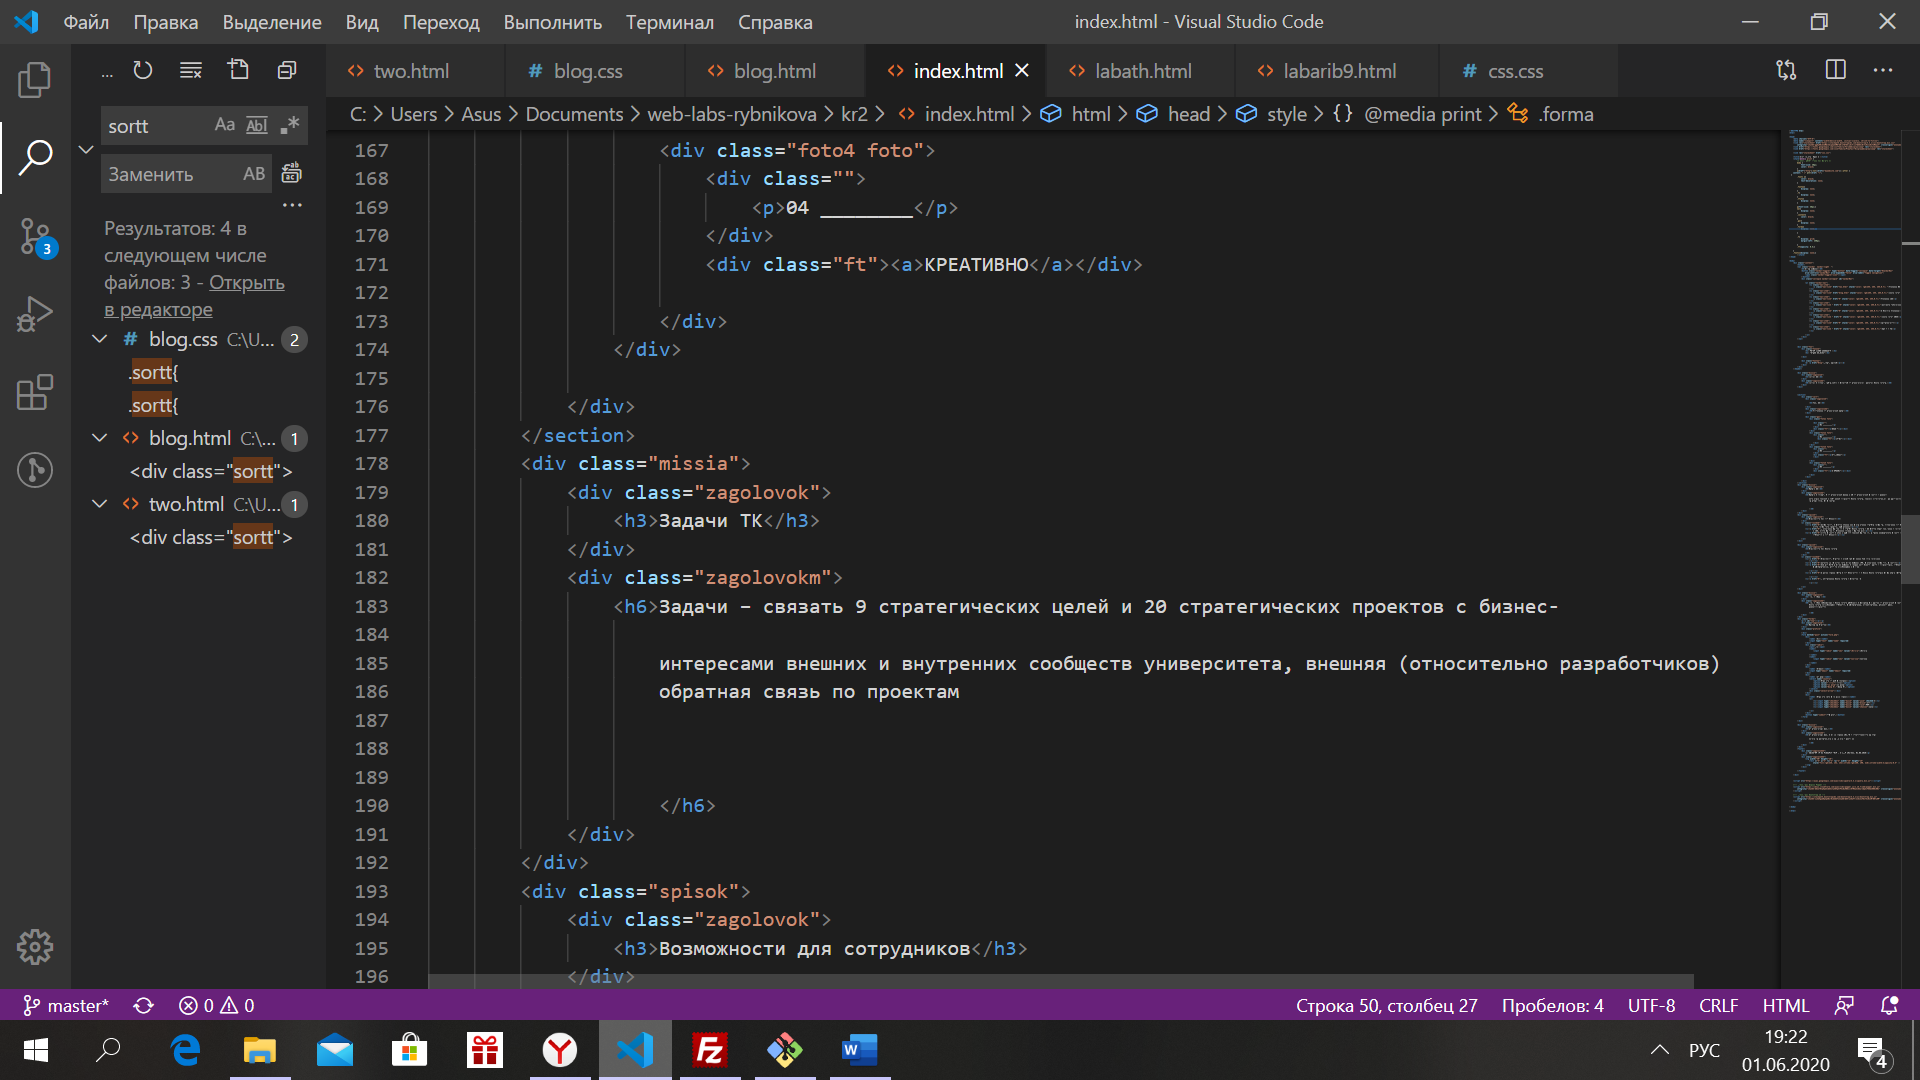 Файл Правка Выделение Вид Переход Выполнить Терминал Справка index.html - Visual Studio Code
... two.html # blog.css blog.html index.html labath.html labarib9.html # css.css ...
C: > Users > Asus > Documents > web-labs-rybnikova > kr2 > index.html > html > head > style > {} @media print > .forma
sortt Aa Abl .*
Заменить AB
...
Результатов: 4 в
следующем числе
файлов: 3 - Открыть
в редакторе
# blog.css C:\U... 2
.sortt{
.sortt{
blog.html C:\... 1
<div class="sortt">
two.html C:\U... 1
<div class="sortt">
3
167 <div class="foto4 foto">
168 <div class="">
169 <p>04 ________</p>
170 </div>
171 <div class="ft"><a>КРЕАТИВНО</a></div>
172
173 </div>
174 </div>
175
176 </div>
177 </section>
178 <div class="missia">
179 <div class="zagolovok">
180 <h3>Задачи ТК</h3>
181 </div>
182 <div class="zagolovokm">
183 <h6>Задачи – связать 9 стратегических целей и 20 стратегических проектов с бизнес-
184
185 интересами внешних и внутренних сообществ университета, внешняя (относительно разработчиков)
186 обратная связь по проектам
187
188
189
190 </h6>
191 </div>
192 </div>
193 <div class="spisok">
194 <div class="zagolovok">
195 <h3>Возможности для сотрудников</h3>
196 </div>
master* 0 0 Строка 50, столбец 27 Пробелов: 4 UTF-8 CRLF HTML
РУС 19:22
01.06.2020 4